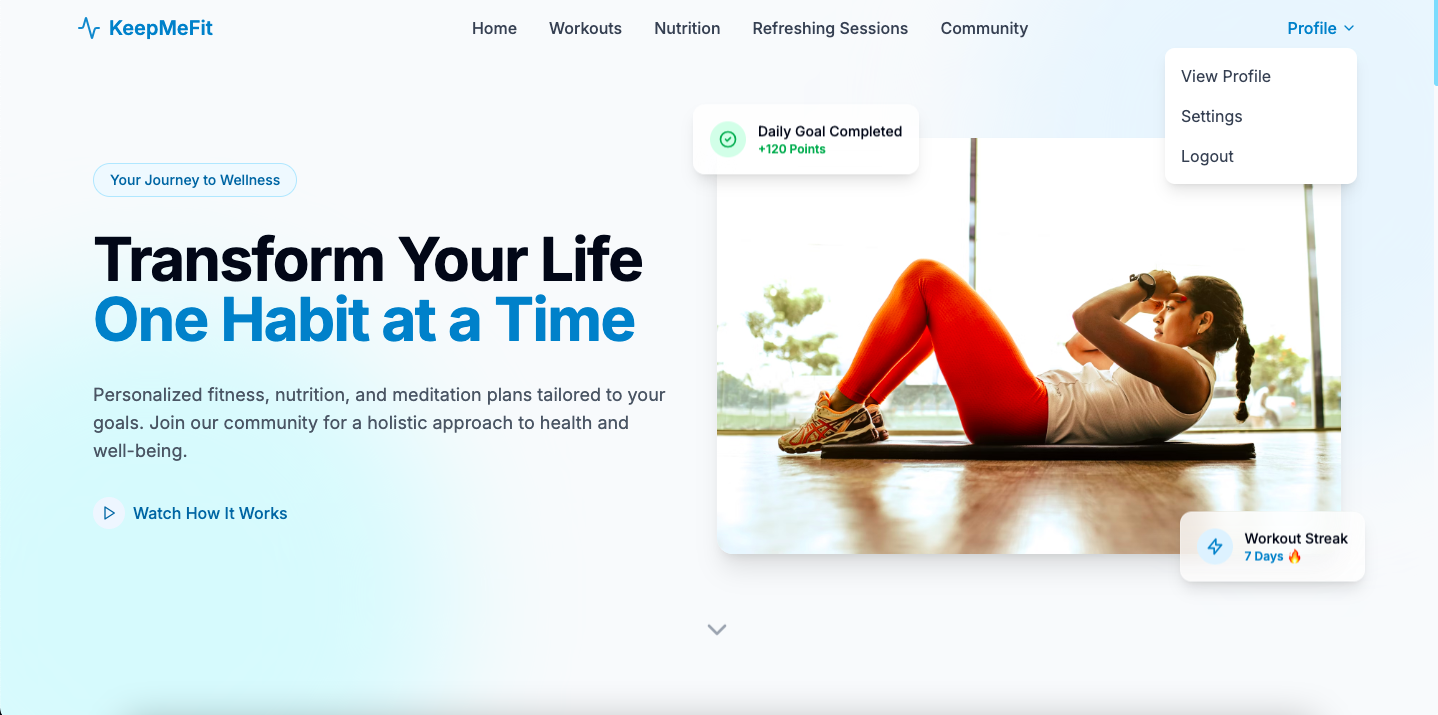 KeepMeFit
Home
Workouts
Nutrition
Refreshing Sessions
Community
Profile
View Profile
Settings
Logout
Daily Goal Completed
+120 Points
Your Journey to Wellness
Transform Your Life
One Habit at a Time
Personalized fitness, nutrition, and meditation plans tailored to your
goals. Join our community for a holistic approach to health and
well-being.
Watch How It Works
Workout Streak
7 Days 🔥